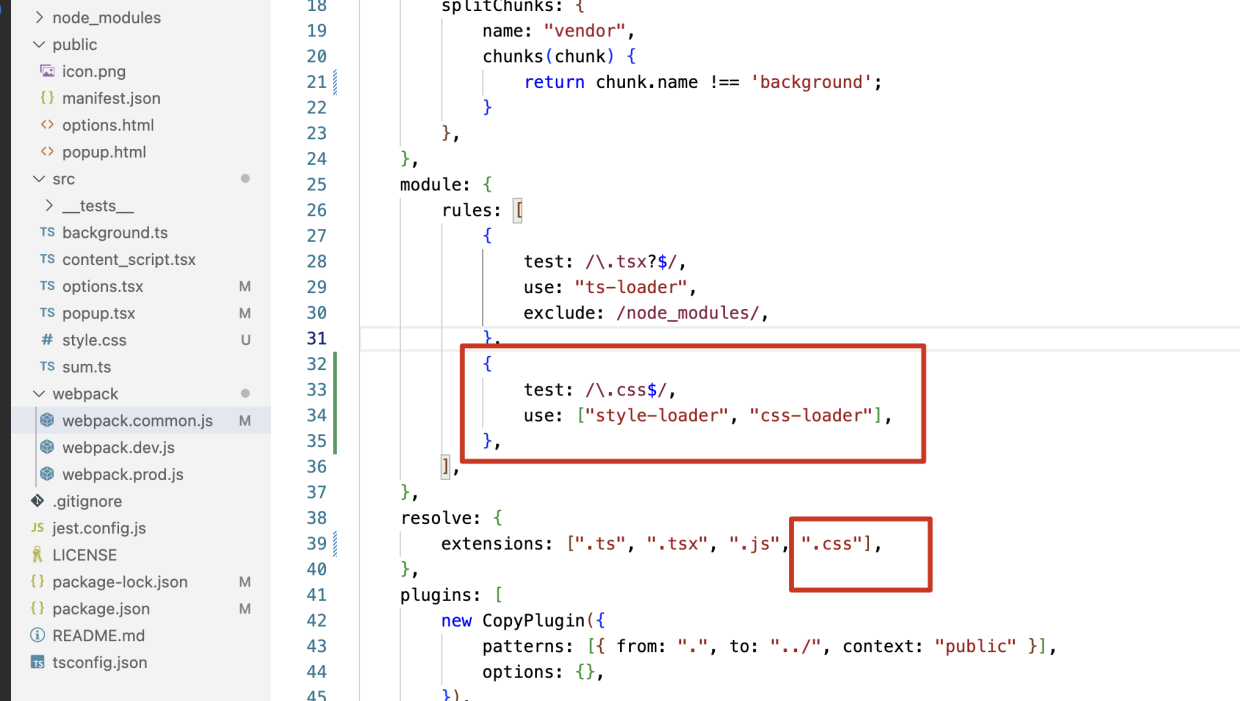 node_modules
public
icon.png
{} manifest.json
<> options.html
<> popup.html
src
__tests__
TS background.ts
TS content_script.tsx
TS options.tsx M
TS popup.tsx M
# style.css U
TS sum.ts
webpack
webpack.common.js M
webpack.dev.js
webpack.prod.js
.gitignore
JS jest.config.js
LICENSE
{} package-lock.json M
{} package.json M
README.md
TS tsconfig.json
18 splitChunks: {
19 name: "vendor",
20 chunks(chunk) {
21 return chunk.name !== 'background';
22 }
23 },
24 },
25 module: {
26 rules: [
27 {
28 test: /\.tsx?$/,
29 use: "ts-loader",
30 exclude: /node_modules/,
31 },
32 {
33 test: /\.css$/,
34 use: ["style-loader", "css-loader"],
35 },
36 ],
37 },
38 resolve: {
39 extensions: [".ts", ".tsx", ".js", ".css"],
40 },
41 plugins: [
42 new CopyPlugin({
43 patterns: [{ from: ".", to: "../", context: "public" }],
44 options: {},
45 }),